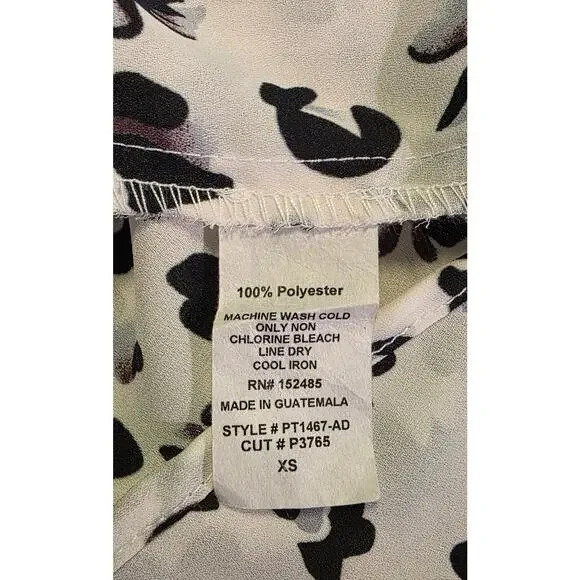 100% Polyester
MACHINE WASH COLD
ONLY NON
CHLORINE BLEACH
LINE DRY
COOL IRON
RN# 152485
MADE IN GUATEMALA
STYLE # PT1467-AD
CUT # P3765
XS